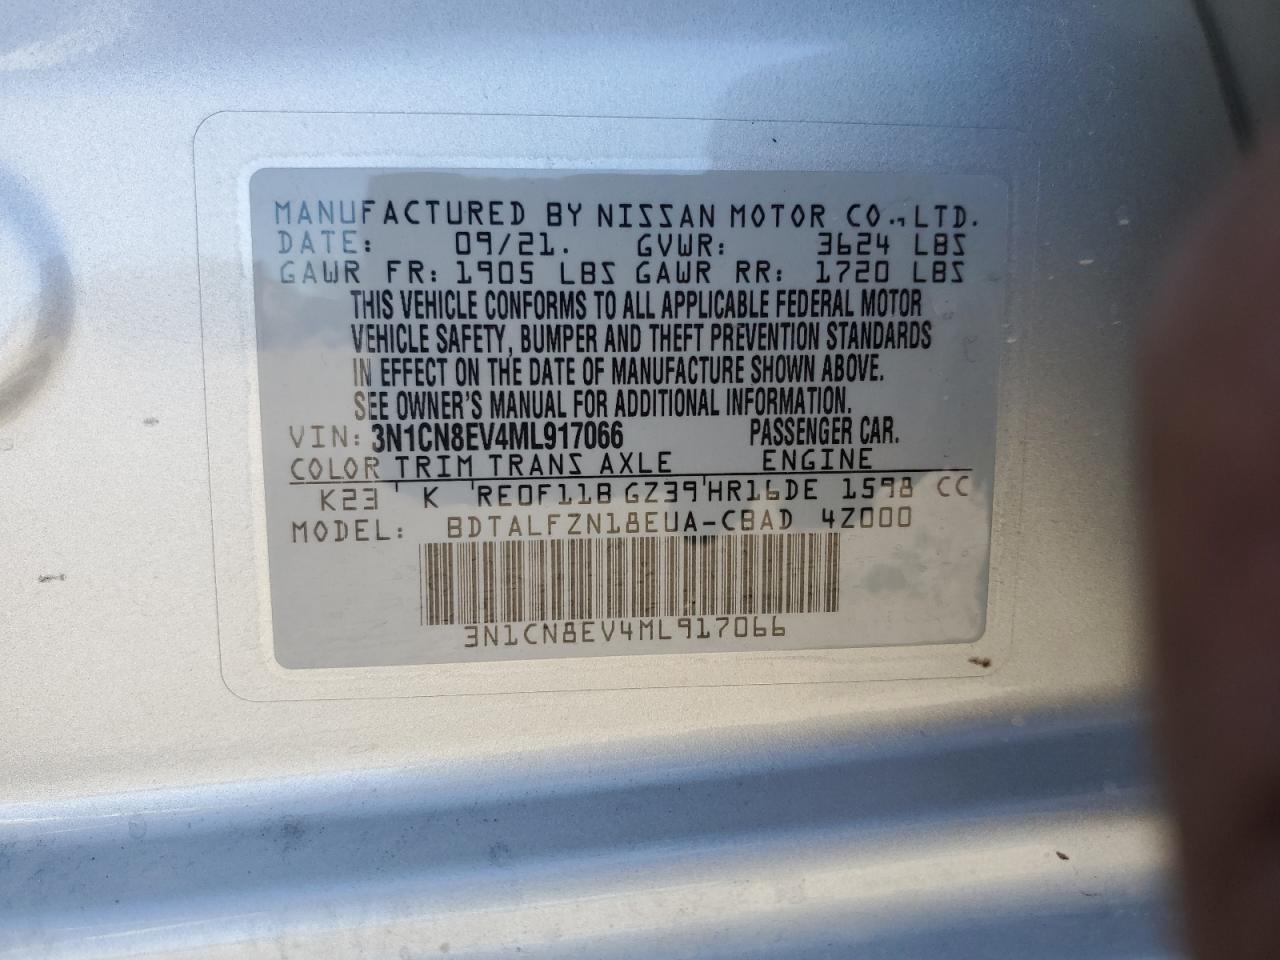 MANUFACTURED BY NISSAN MOTOR CO., LTD.
DATE: 09/21. GVWR: 3624 LBS
GAWR FR: 1905 LBS GAWR RR: 1720 LBS
THIS VEHICLE CONFORMS TO ALL APPLICABLE FEDERAL MOTOR
VEHICLE SAFETY, BUMPER AND THEFT PREVENTION STANDARDS
IN EFFECT ON THE DATE OF MANUFACTURE SHOWN ABOVE.
SEE OWNER'S MANUAL FOR ADDITIONAL INFORMATION.
VIN: 3N1CN8EV4ML917066 PASSENGER CAR.
COLOR TRIM TRANS AXLE ENGINE
K23 ' K ' RE0F11B GZ39 ' HR16DE 1598 CC
MODEL: BDTALFZN18EUA-CBAD 4Z000
3N1CN8EV4ML917066